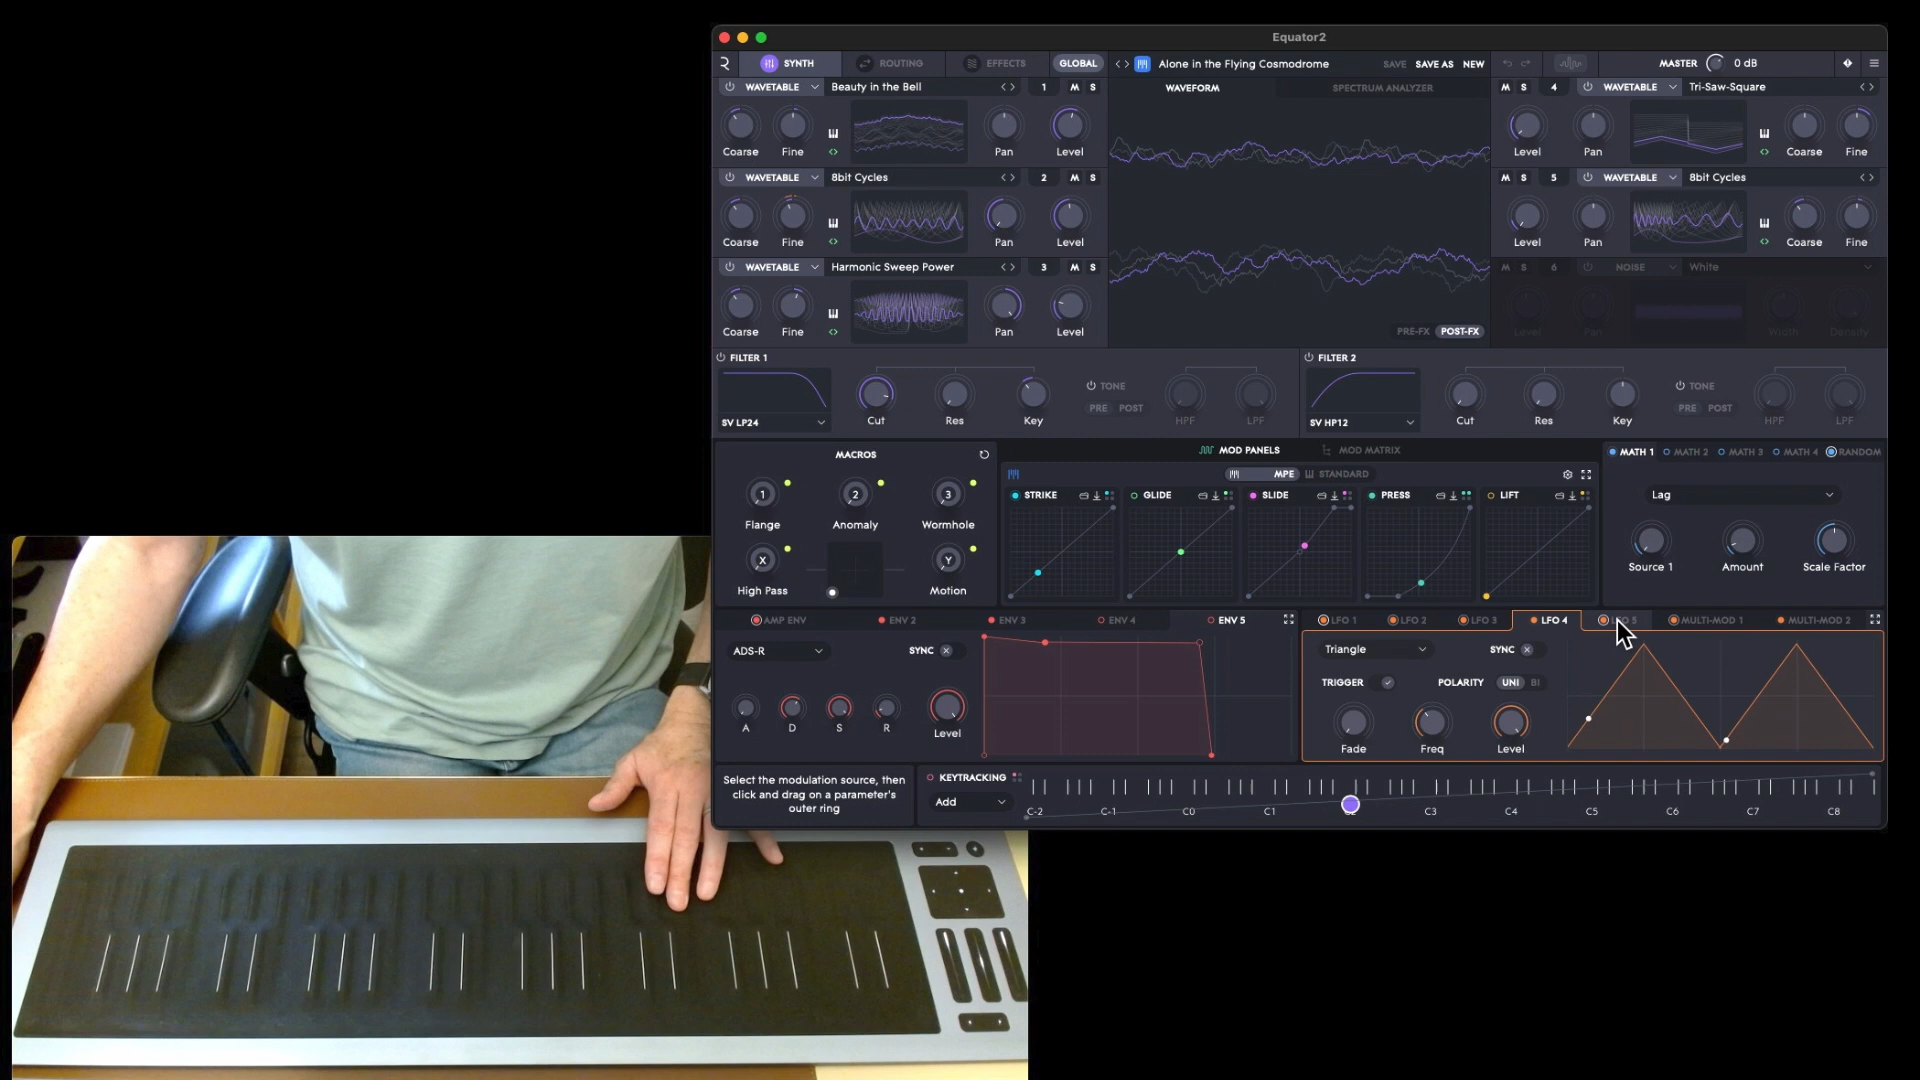 Equator2
SYNTH ROUTING EFFECTS GLOBAL Alone in the Flying Cosmodrome SAVE SAVE AS NEW MASTER 0 dB
WAVETABLE Beauty in the Bell 1 M S
Coarse Fine Pan Level
WAVETABLE 8bit Cycles 2 M S
Coarse Fine Pan Level
WAVETABLE Harmonic Sweep Power 3 M S
Coarse Fine Pan Level
WAVEFORM SPECTRUM ANALYZER
PRE-FX POST-FX
M S 4 WAVETABLE Tri-Saw-Square
Level Pan Coarse Fine
M S 5 WAVETABLE 8bit Cycles
Level Pan Coarse Fine
M S 6 NOISE White
Level Pan Width Density
FILTER 1
SV LP24
Cut Res Key
TONE
PRE POST
HPF LPF
FILTER 2
SV HP12
Cut Res Key
TONE
PRE POST
HPF LPF
MACROS
1 2 3
Flange Anomaly Wormhole
X Y
High Pass Motion
MOD PANELS MOD MATRIX
MPE STANDARD
STRIKE GLIDE SLIDE PRESS LIFT
MATH 1 MATH 2 MATH 3 MATH 4 RANDOM
Lag
Source 1 Amount Scale Factor
AMP ENV ENV 2 ENV 3 ENV 4 ENV 5
ADS-R SYNC
A D S R Level
LFO 1 LFO 2 LFO 3 LFO 4 MULTI-MOD 1 MULTI-MOD 2
Triangle SYNC
TRIGGER POLARITY UNI BI
Fade Freq Level
Select the modulation source, then
click and drag on a parameter's
outer ring
KEYTRACKING
Add
C-2 C-1 C0 C1 C3 C4 C5 C6 C7 C8